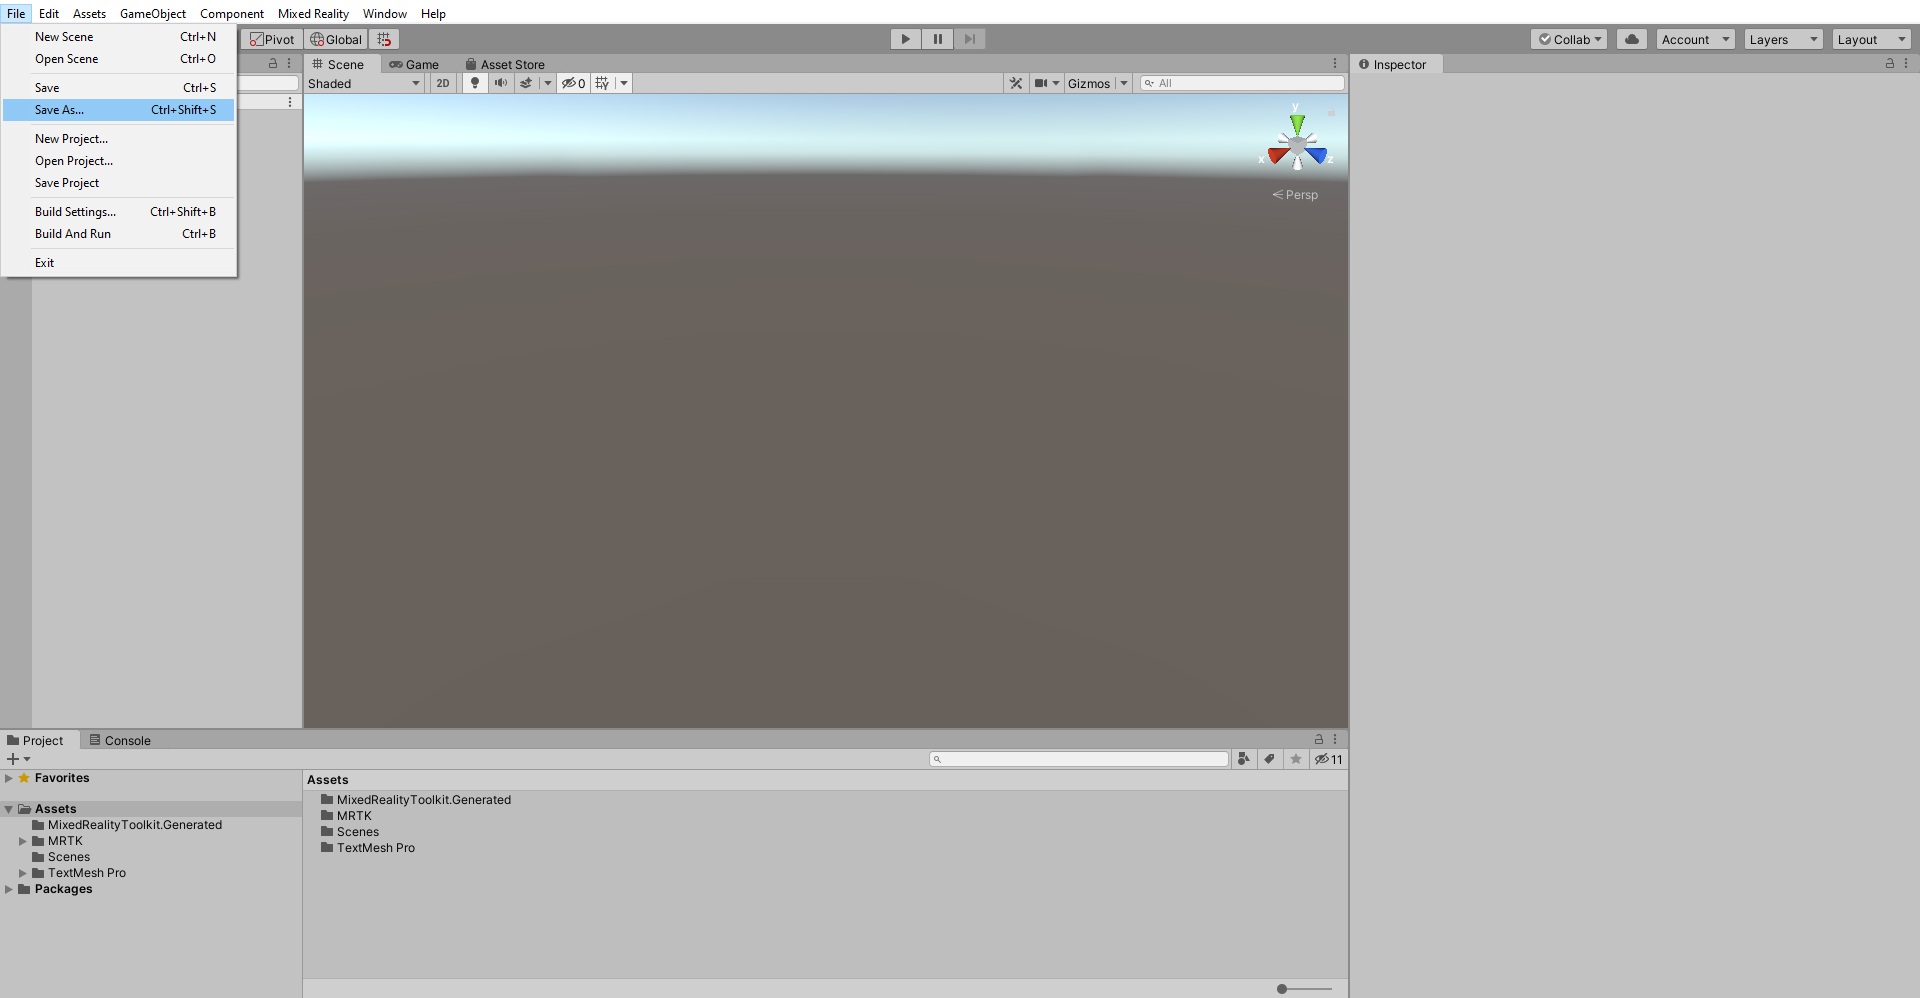 File Edit Assets GameObject Component Mixed Reality Window Help
New Scene Ctrl+N
Open Scene Ctrl+O
Save Ctrl+S
Save As... Ctrl+Shift+S
New Project...
Open Project...
Save Project
Build Settings... Ctrl+Shift+B
Build And Run Ctrl+B
Exit
Pivot Global
Collab Account Layers Layout
Scene Game Asset Store
Shaded 2D 0 Gizmos All
y
x z
Persp
Inspector
Project Console
11
Favorites
Assets
MixedRealityToolkit.Generated
MRTK
Scenes
TextMesh Pro
Packages
Assets
MixedRealityToolkit.Generated
MRTK
Scenes
TextMesh Pro